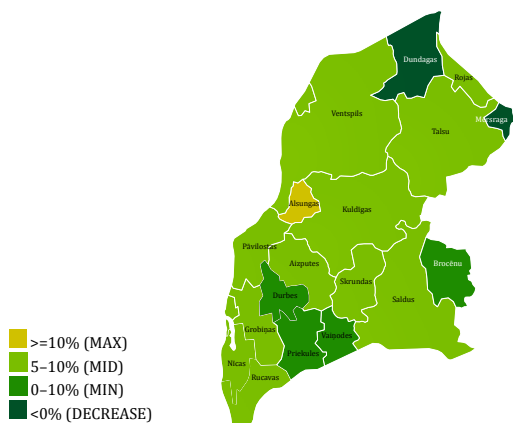 Dundagas
Rojas
Ventspils
Mērsraga
Talsu
Alsungas
Kuldīgas
Pāvilostas
Aizputes
Brocēnu
Skrundas
Durbes
Saldus
Grobiņas
Vaiņodes
Priekules
Nīcas
Rucavas
>=10% (MAX)
5–10% (MID)
0–10% (MIN)
<0% (DECREASE)